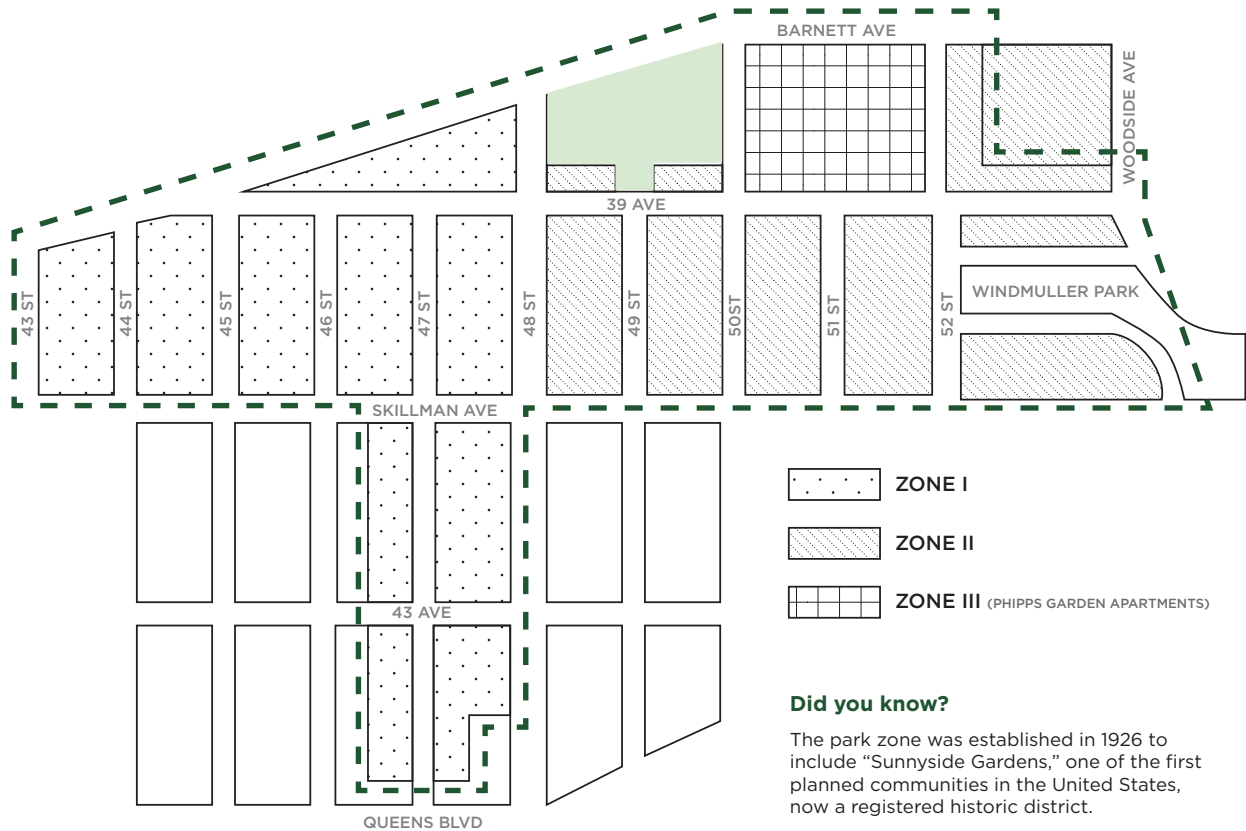 BARNETT AVE
WOODSIDE AVE
39 AVE
43 ST
44 ST
45 ST
46 ST
47 ST
48 ST
49 ST
50ST
51 ST
52 ST
WINDMULLER PARK
SKILLMAN AVE
43 AVE
QUEENS BLVD
ZONE I
ZONE II
ZONE III (PHIPPS GARDEN APARTMENTS)
Did you know?
The park zone was established in 1926 to
include “Sunnyside Gardens,” one of the first
planned communities in the United States,
now a registered historic district.